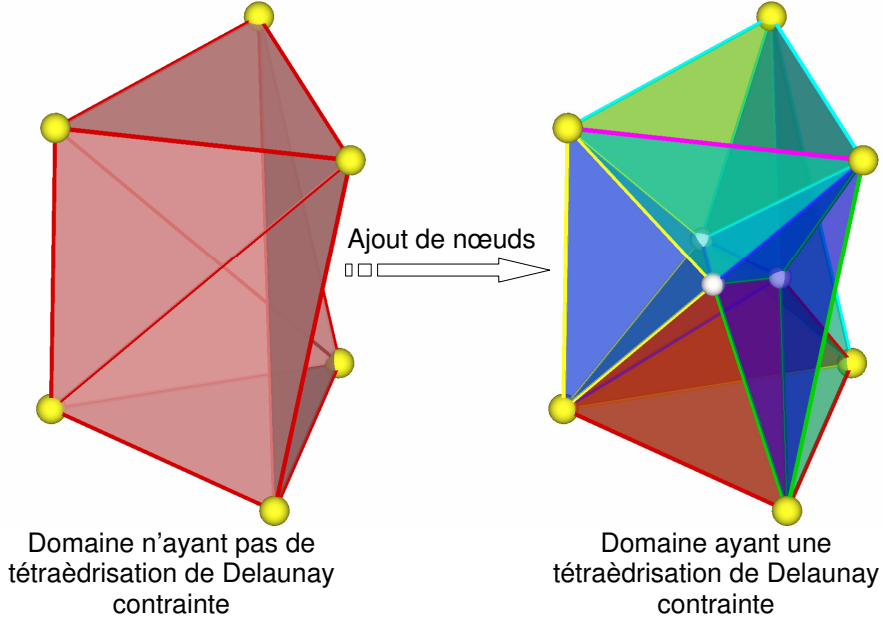 Ajout de nœuds
Domaine n'ayant pas de
tétraèdrisation de Delaunay
contrainte
Domaine ayant une
tétraèdrisation de Delaunay
contrainte